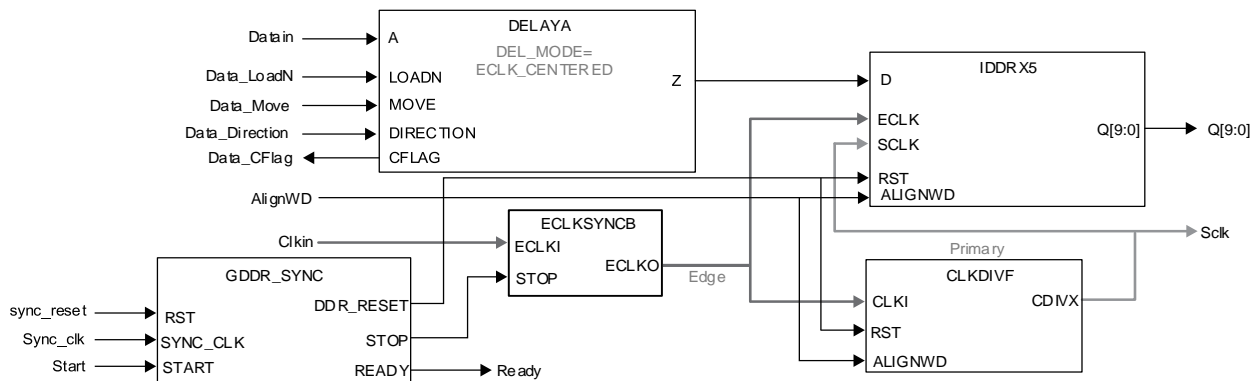 DELAYA
DEL_MODE=
ECLK_CENTERED
Datain
A
Data_LoadN
LOADN
Data_Move
MOVE
Data_Direction
DIRECTION
Data_CFlag
CFLAG
Z
IDDRX5
D
ECLK
SCLK
RST
ALIGNWD
Q[9:0]
Q[9:0]
AlignWD
ECLKSYNCB
Clkin
ECLKI
STOP
ECLKO
Edge
Primary
Sclk
CLKDIVF
CLKI
CDIVX
RST
ALIGNWD
GDDR_SYNC
sync_reset
RST
DDR_RESET
Sync_clk
SYNC_CLK
STOP
Start
START
READY
Ready